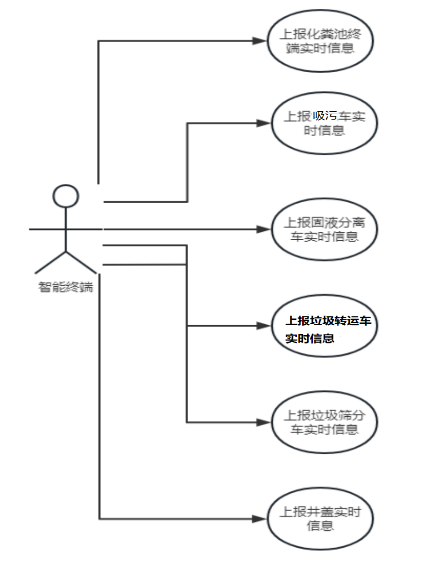 上报化粪池终
端实时信息
上报吸污车实
时信息
上报固液分离
车实时信息
智能终端
上报垃圾转运车
实时信息
上报垃圾筛分
车实时信息
上报井盖实时
信息